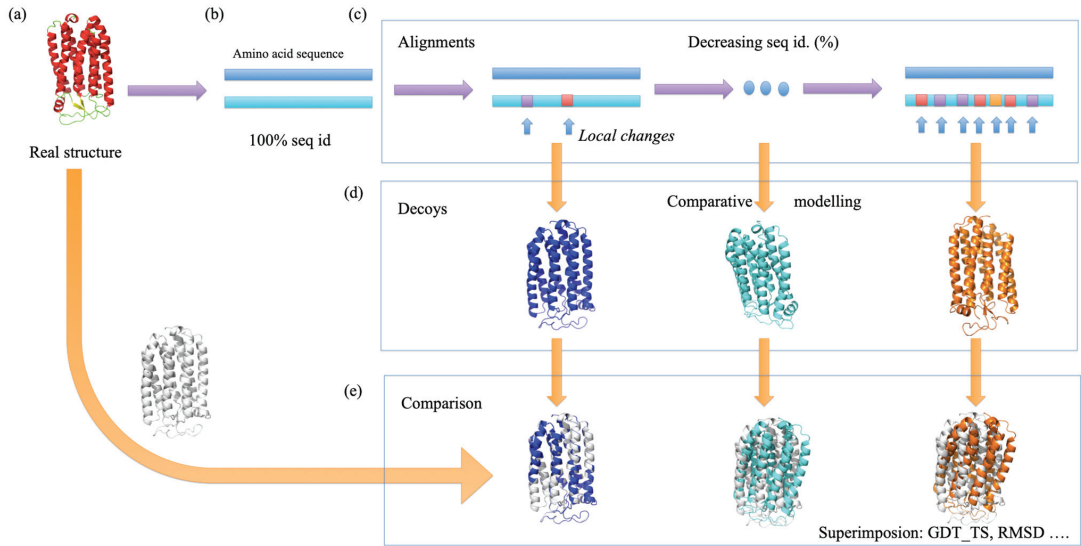 (a)
(b)
(c)
Amino acid sequence
100% seq id
Real structure
Alignments
Decreasing seq id. (%)
Local changes
(d)
Decoys
Comparative modelling
(e)
Comparison
Superimposion: GDT_TS, RMSD ….